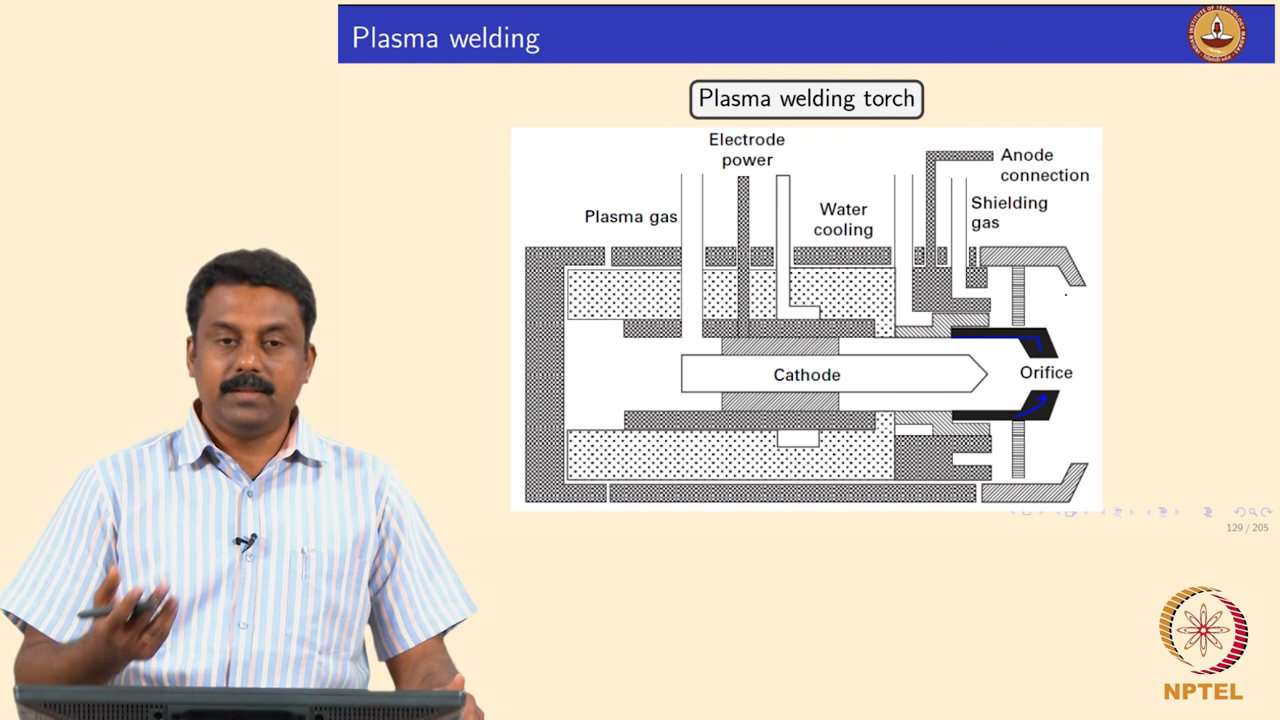 Plasma welding
Plasma welding torch
Electrode
power
Anode
connection
Plasma gas
Water
cooling
Shielding
gas
Cathode
Orifice
129 / 205
NPTEL